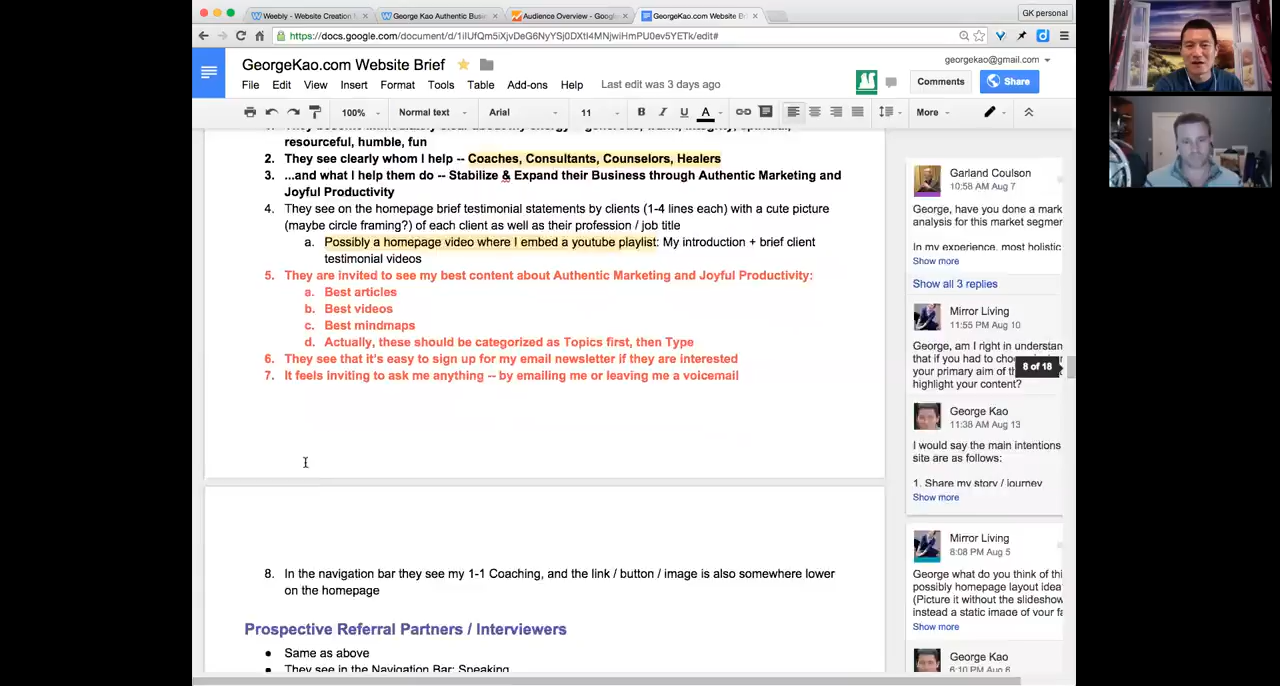 Weebly - Website Creation
George Kao Authentic Busi
Audience Overview - Google
GeorgeKao.com Website Br
GK personal
https://docs.google.com/document/d/1iIUfQm5iXjvDeG6NyYSj0DXtI4MNjwiHmPU0ev5YETk/edit#
GeorgeKao.com Website Brief
georgekao@gmail.com
File Edit View Insert Format Tools Table Add-ons Help Last edit was 3 days ago
Comments
Share
100% Normal text Arial 11 B I U A More
resourceful, humble, fun
2. They see clearly whom I help -- Coaches, Consultants, Counselors, Healers
3. ...and what I help them do -- Stabilize & Expand their Business through Authentic Marketing and
Joyful Productivity
4. They see on the homepage brief testimonial statements by clients (1-4 lines each) with a cute picture
(maybe circle framing?) of each client as well as their profession / job title
a. Possibly a homepage video where I embed a youtube playlist: My introduction + brief client
testimonial videos
5. They are invited to see my best content about Authentic Marketing and Joyful Productivity:
a. Best articles
b. Best videos
c. Best mindmaps
d. Actually, these should be categorized as Topics first, then Type
6. They see that it's easy to sign up for my email newsletter if they are interested
7. It feels inviting to ask me anything -- by emailing me or leaving me a voicemail
8. In the navigation bar they see my 1-1 Coaching, and the link / button / image is also somewhere lower
on the homepage
Prospective Referral Partners / Interviewers
● Same as above
● They see in the Navigation Bar: Speaking
Garland Coulson
10:58 AM Aug 7
George, have you done a mark
analysis for this market segmer
In my experience, most holistic
Show more
Show all 3 replies
Mirror Living
11:55 PM Aug 10
George, am I right in understan
that if you had to choo
your primary aim of th
highlight your content?
8 of 18
George Kao
11:38 AM Aug 13
I would say the main intentions
site are as follows:
1. Share my story / journey
Show more
Mirror Living
8:08 PM Aug 5
George what do you think of thi
possibly homepage layout idea
(Picture it without the slideshow
instead a static image of your fa
Show more
George Kao
6:10 PM Aug 6